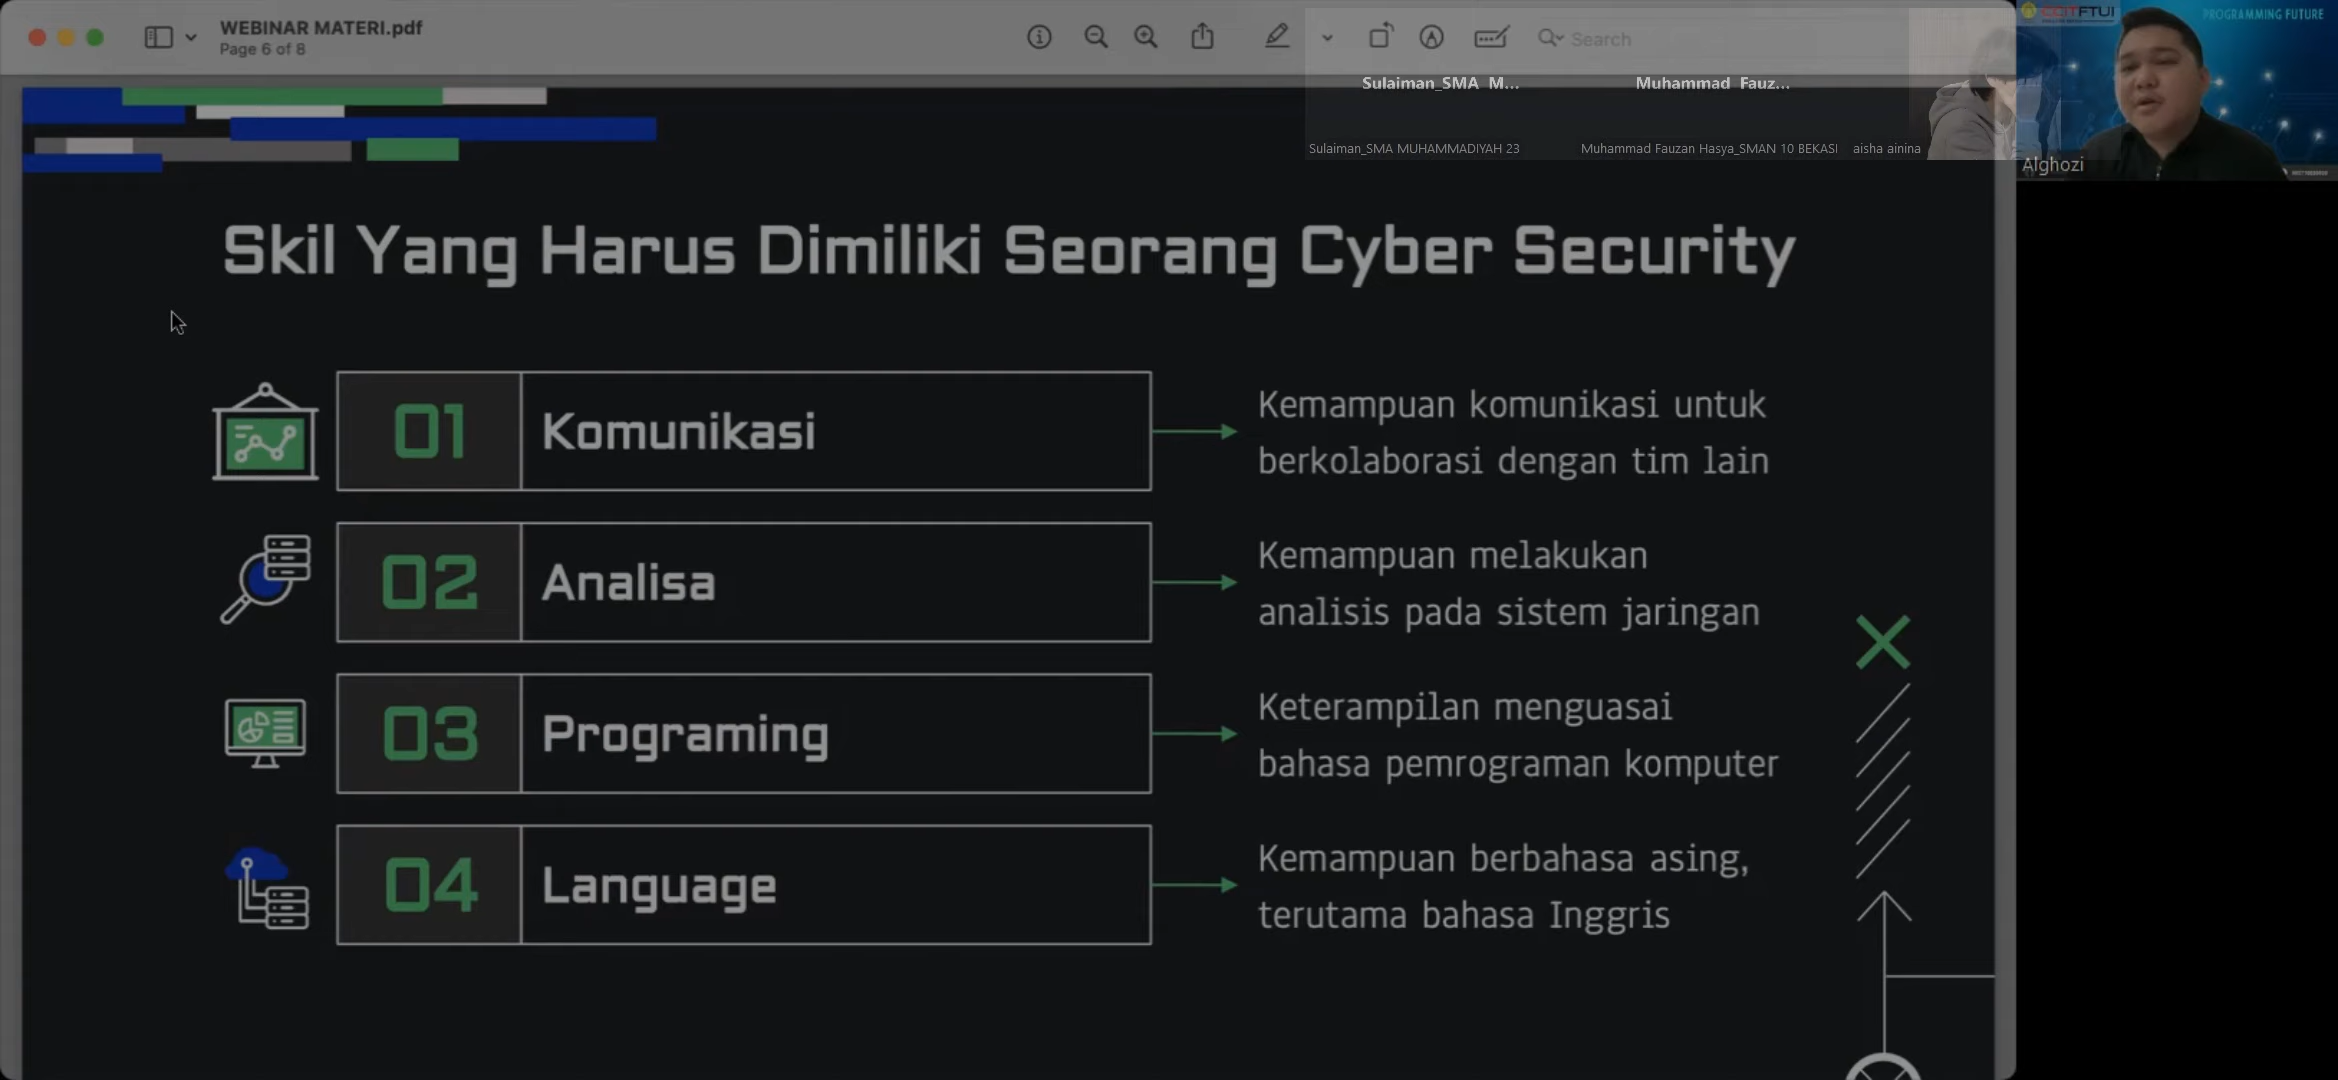 WEBINAR MATERI.pdf
Page 6 of 8
Search
CCIT FTUI
PROGRAMMING FUTURE
Sulaiman_SMA M...
Muhammad Fauz...
Sulaiman_SMA MUHAMMADIYAH 23
Muhammad Fauzan Hasya_SMAN 10 BEKASI
aisha ainina
Alghozi
Skil Yang Harus Dimiliki Seorang Cyber Security
01 Komunikasi
Kemampuan komunikasi untuk
berkolaborasi dengan tim lain
02 Analisa
Kemampuan melakukan
analisis pada sistem jaringan
03 Programing
Keterampilan menguasai
bahasa pemrograman komputer
04 Language
Kemampuan berbahasa asing,
terutama bahasa Inggris